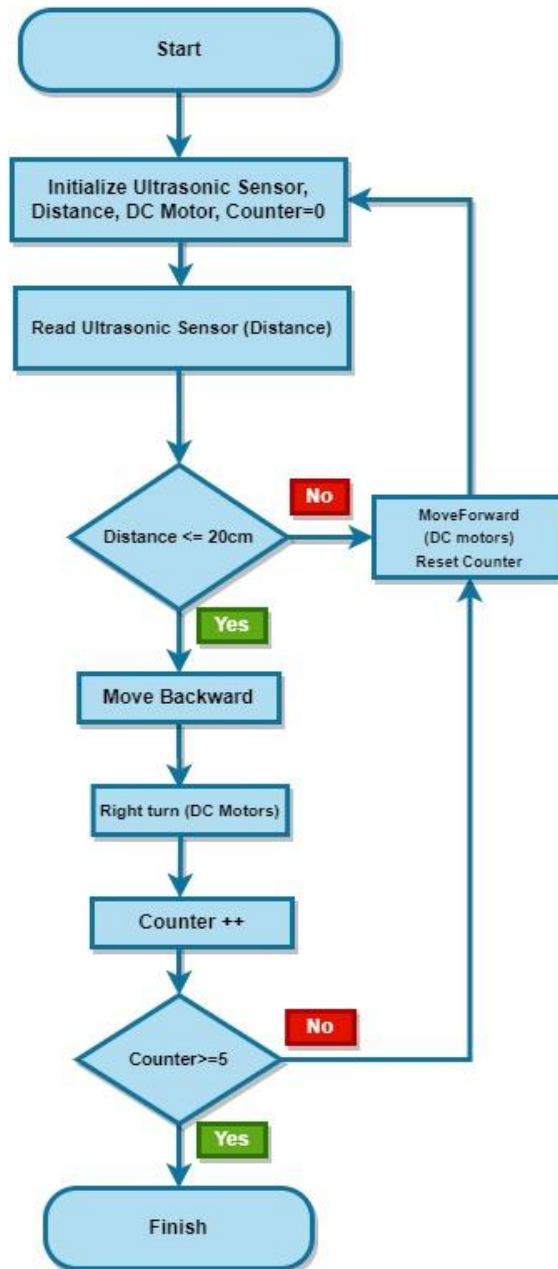 Start
Initialize Ultrasonic Sensor,
Distance, DC Motor, Counter=0
Read Ultrasonic Sensor (Distance)
Distance <= 20cm
No
MoveForward
(DC motors)
Reset Counter
Yes
Move Backward
Right turn (DC Motors)
Counter ++
Counter>=5
No
Yes
Finish